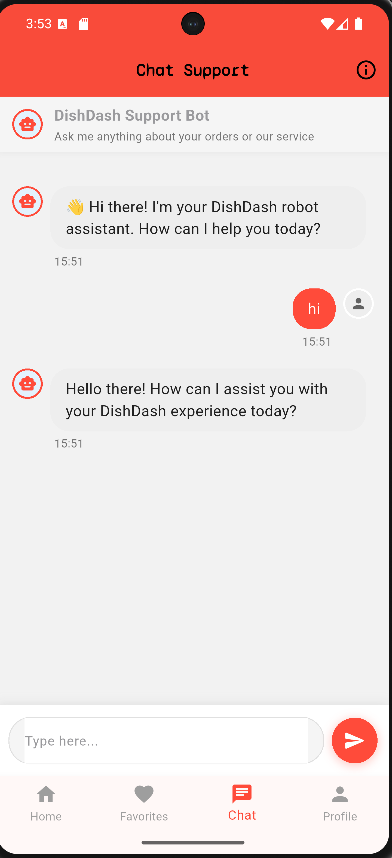 3:53 A
Chat Support
DishDash Support Bot
Ask me anything about your orders or our service
👋 Hi there! I'm your DishDash robot
assistant. How can I help you today?
15:51
hi
15:51
Hello there! How can I assist you with
your DishDash experience today?
15:51
Type here...
Home Favorites Chat Profile